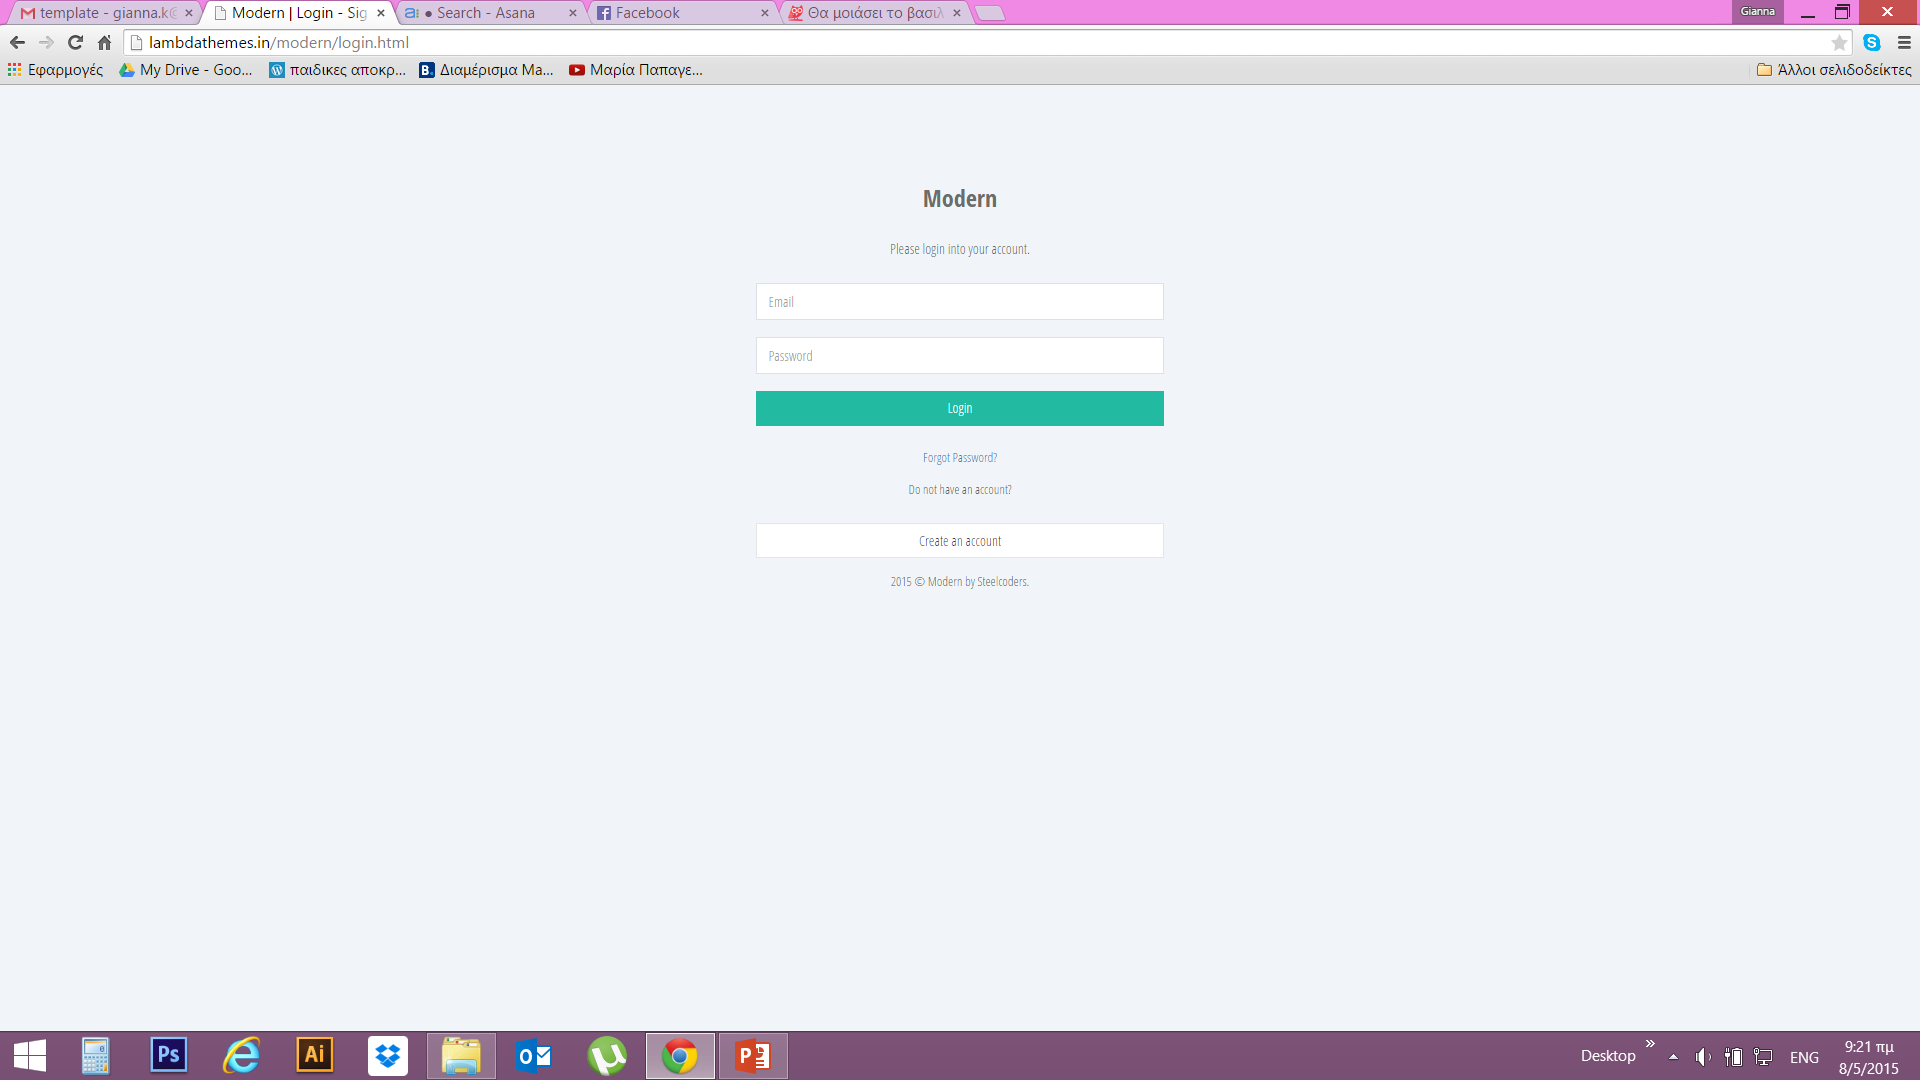 template - gianna.k@
Modern | Login - Sig
● Search - Asana
Facebook
Θα μοιάσει το βασιλ
Gianna
lambdathemes.in/modern/login.html
Εφαρμογές
My Drive - Goo...
παιδικες αποκρ...
Διαμέρισμα Ma...
Μαρία Παπαγε...
Άλλοι σελιδοδείκτες
Modern
Please login into your account.
Email
Password
Login
Forgot Password?
Do not have an account?
Create an account
2015 © Modern by Steelcoders.
Desktop
ENG
9:21 πμ
8/5/2015